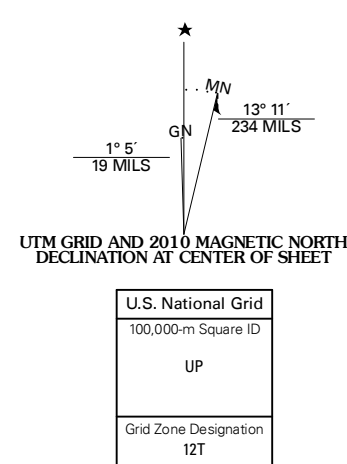 ★
MN
13° 11´
234 MILS
GN
1° 5´
19 MILS
UTM GRID AND 2010 MAGNETIC NORTH
DECLINATION AT CENTER OF SHEET
U.S. National Grid
100,000-m Square ID
UP
Grid Zone Designation
12T